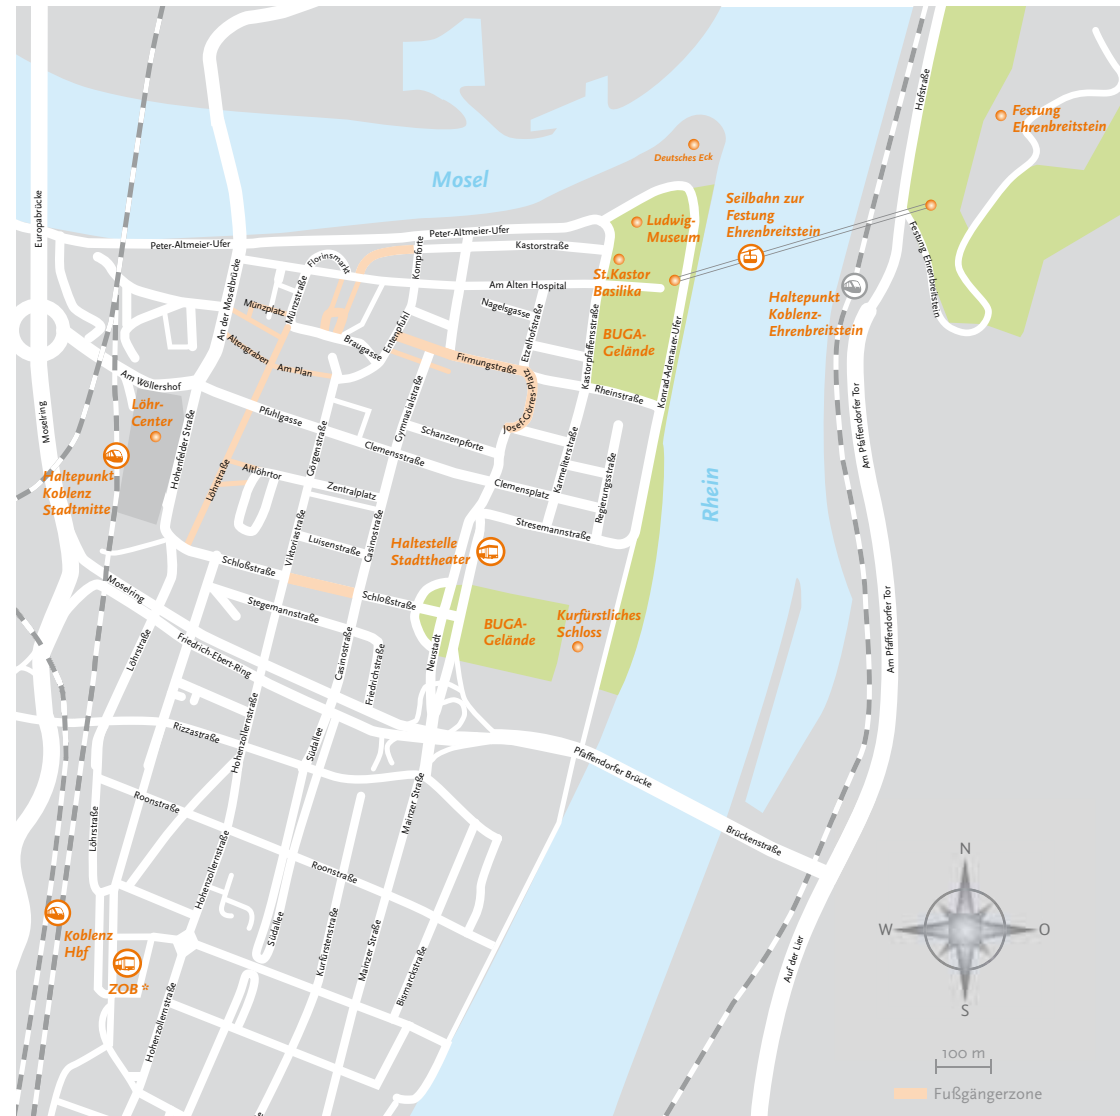 Hofstraße
Festung
Ehrenbreitstein
Deutsches Eck
Mosel
Seilbahn zur
Festung
Ehrenbreitstein
Ludwig-
Museum
Europabrücke
Peter-Altmeier-Ufer
Peter-Altmeier-Ufer
Kornpforte
Kastorstraße
Florinsmarkt
St.Kastor
Basilika
Festung Ehrenbreitstein
Am Alten Hospital
An der Moselbrücke
Münzstraße
Münzplatz
Nagelsgasse
Haltepunkt
Koblenz-
Ehrenbreitstein
Entenpfuhl
Etzelhofstraße
Kastorpfaffensstraße
BUGA-
Gelände
Konrad-Adenauer-Ufer
Braugasse
Altengraben
Am Plan
Firmungstraße
Am Wöllershof
Rheinstraße
Josef-Görres-Platz
Moselring
Löhr-
Center
Pfuhlgasse
Gymnasialstraße
Am Pfaffendorfer Tor
Hohenfelder Straße
Schanzenpforte
Clemensstraße
Görgenstraße
Karmeliterstraße
Haltepunkt
Koblenz
Stadtmitte
Altlöhrtor
Löhrstraße
Zentralplatz
Clemensplatz
Regierungsstraße
Rhein
Viktoriastraße
Casinostraße
Stresemannstraße
Luisenstraße
Haltestelle
Stadttheater
Schloßstraße
Moselring
Schloßstraße
Stegemannstraße
BUGA-
Gelände
Kurfürstliches
Schloss
Am Pfaffendorfer Tor
Löhrstraße
Friedrich-Ebert-Ring
Casinostraße
Friedrichstraße
Neustadt
Rizzastraße
Hohenzollernstraße
Südallee
Pfaffendorfer Brücke
Mainzer Straße
Roonstraße
Löhrstraße
Brückenstraße
Hohenzollernstraße
Roonstraße
N
W
O
S
Koblenz
Hbf
Südallee
Kurfürstenstraße
Mainzer Straße
Bismarckstraße
Auf der Lier
ZOB *
Hohenzollernstraße
100 m
Fußgängerzone